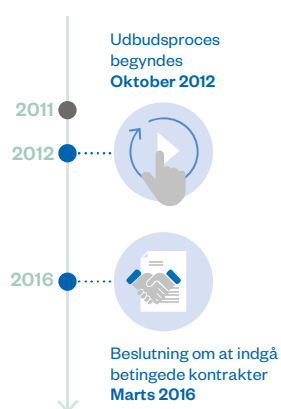 Udbudsproces
begyndes
Oktober 2012
2011
2012
2016
Beslutning om at indgå
betingede kontrakter
Marts 2016